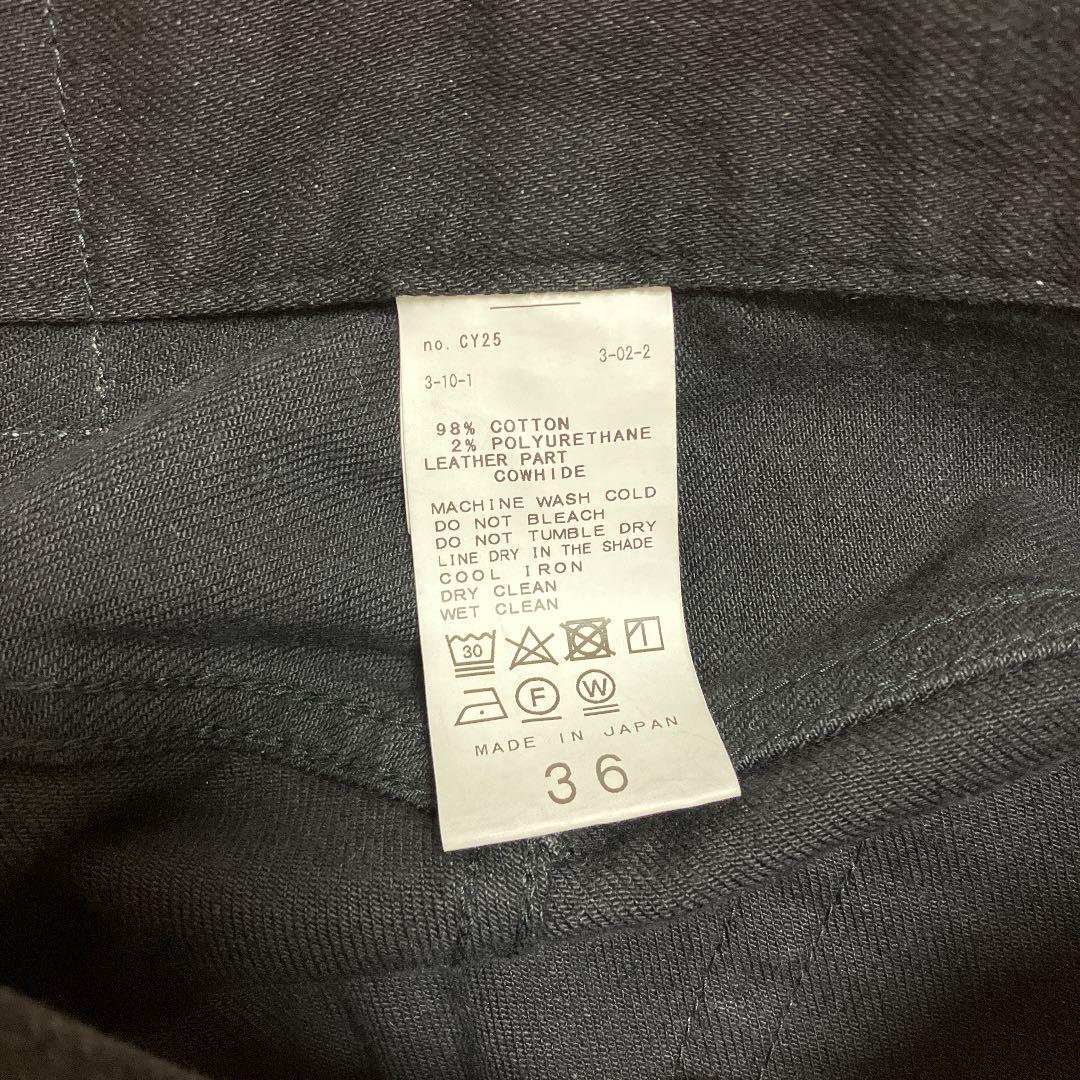 no. CY25
3-02-2
3-10-1
98% COTTON
2% POLYURETHANE
LEATHER PART
COWHIDE
MACHINE WASH COLD
DO NOT BLEACH
DO NOT TUMBLE DRY
LINE DRY IN THE SHADE
COOL IRON
DRY CLEAN
WET CLEAN
30
F W
MADE IN JAPAN
36